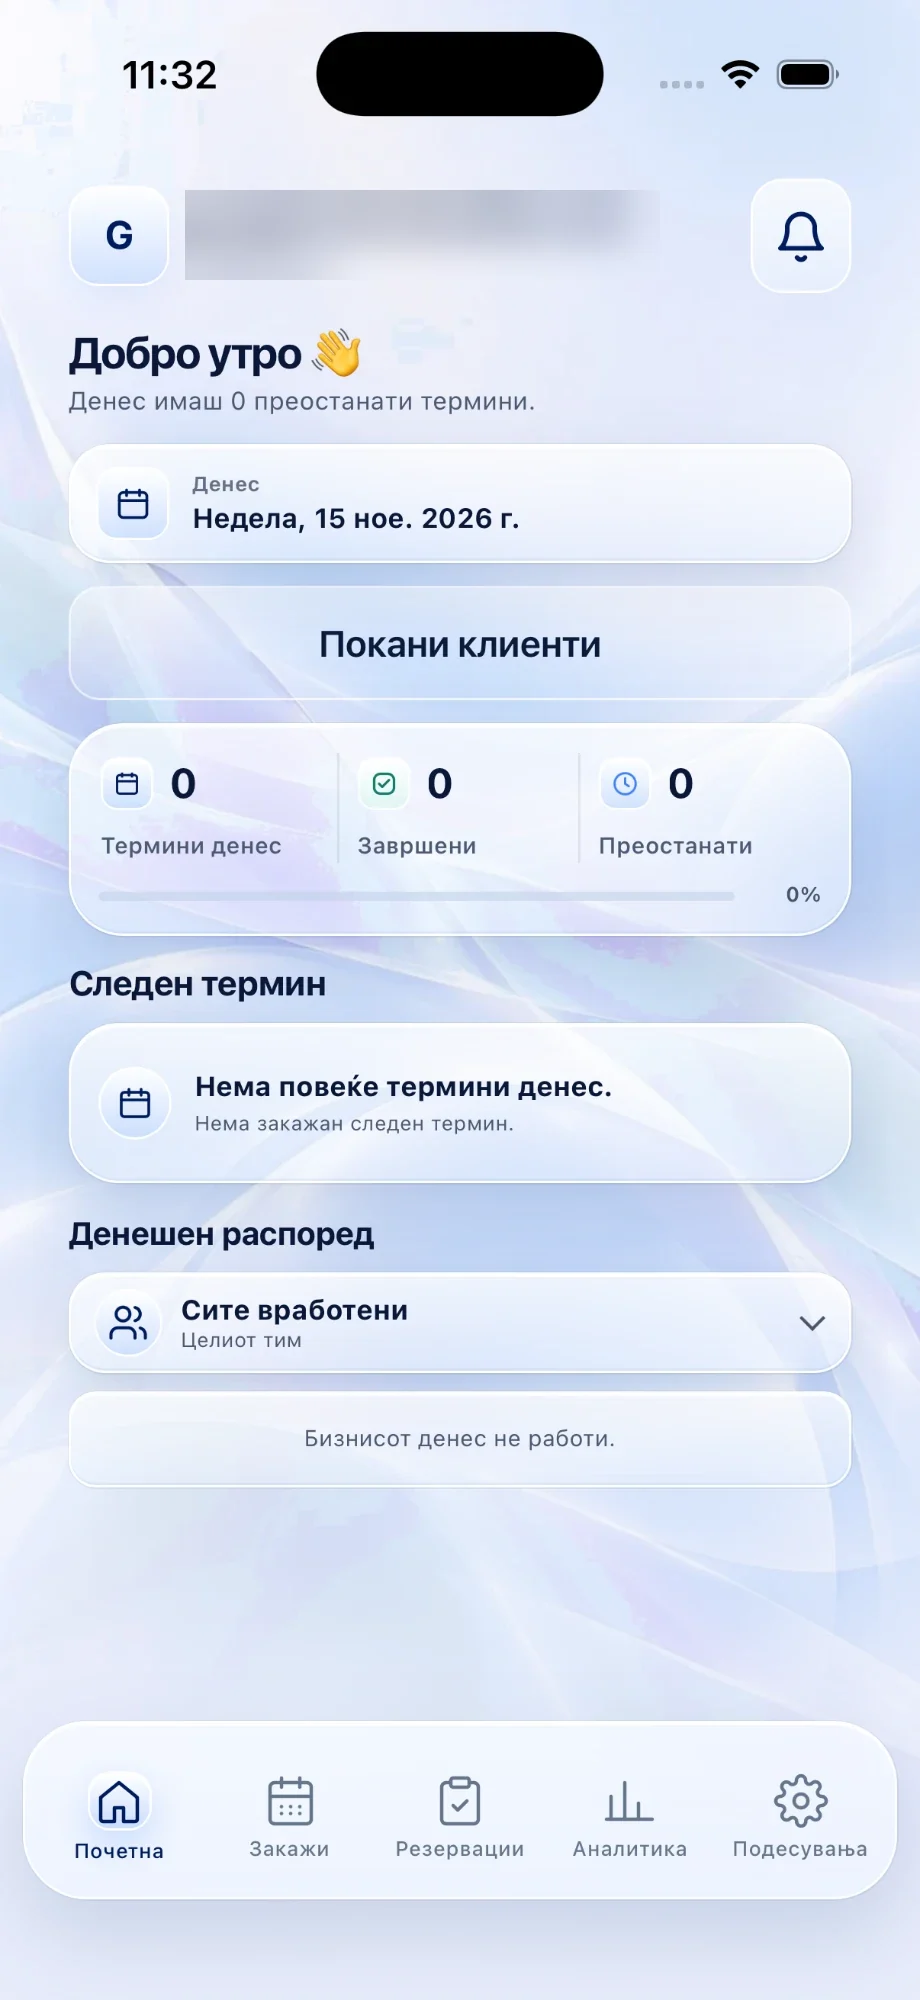 11:32
G
Добро утро 👋
Денес имаш 0 преостанати термини.
Денес
Недела, 15 ное. 2026 г.
Покани клиенти
0
Термини денес
0
Завршени
0
Преостанати
0%
Следен термин
Нема повеќе термини денес.
Нема закажан следен термин.
Денешен распоред
Сите вработени
Целиот тим
Бизнисот денес не работи.
Почетна
Закажи
Резервации
Аналитика
Подесувања